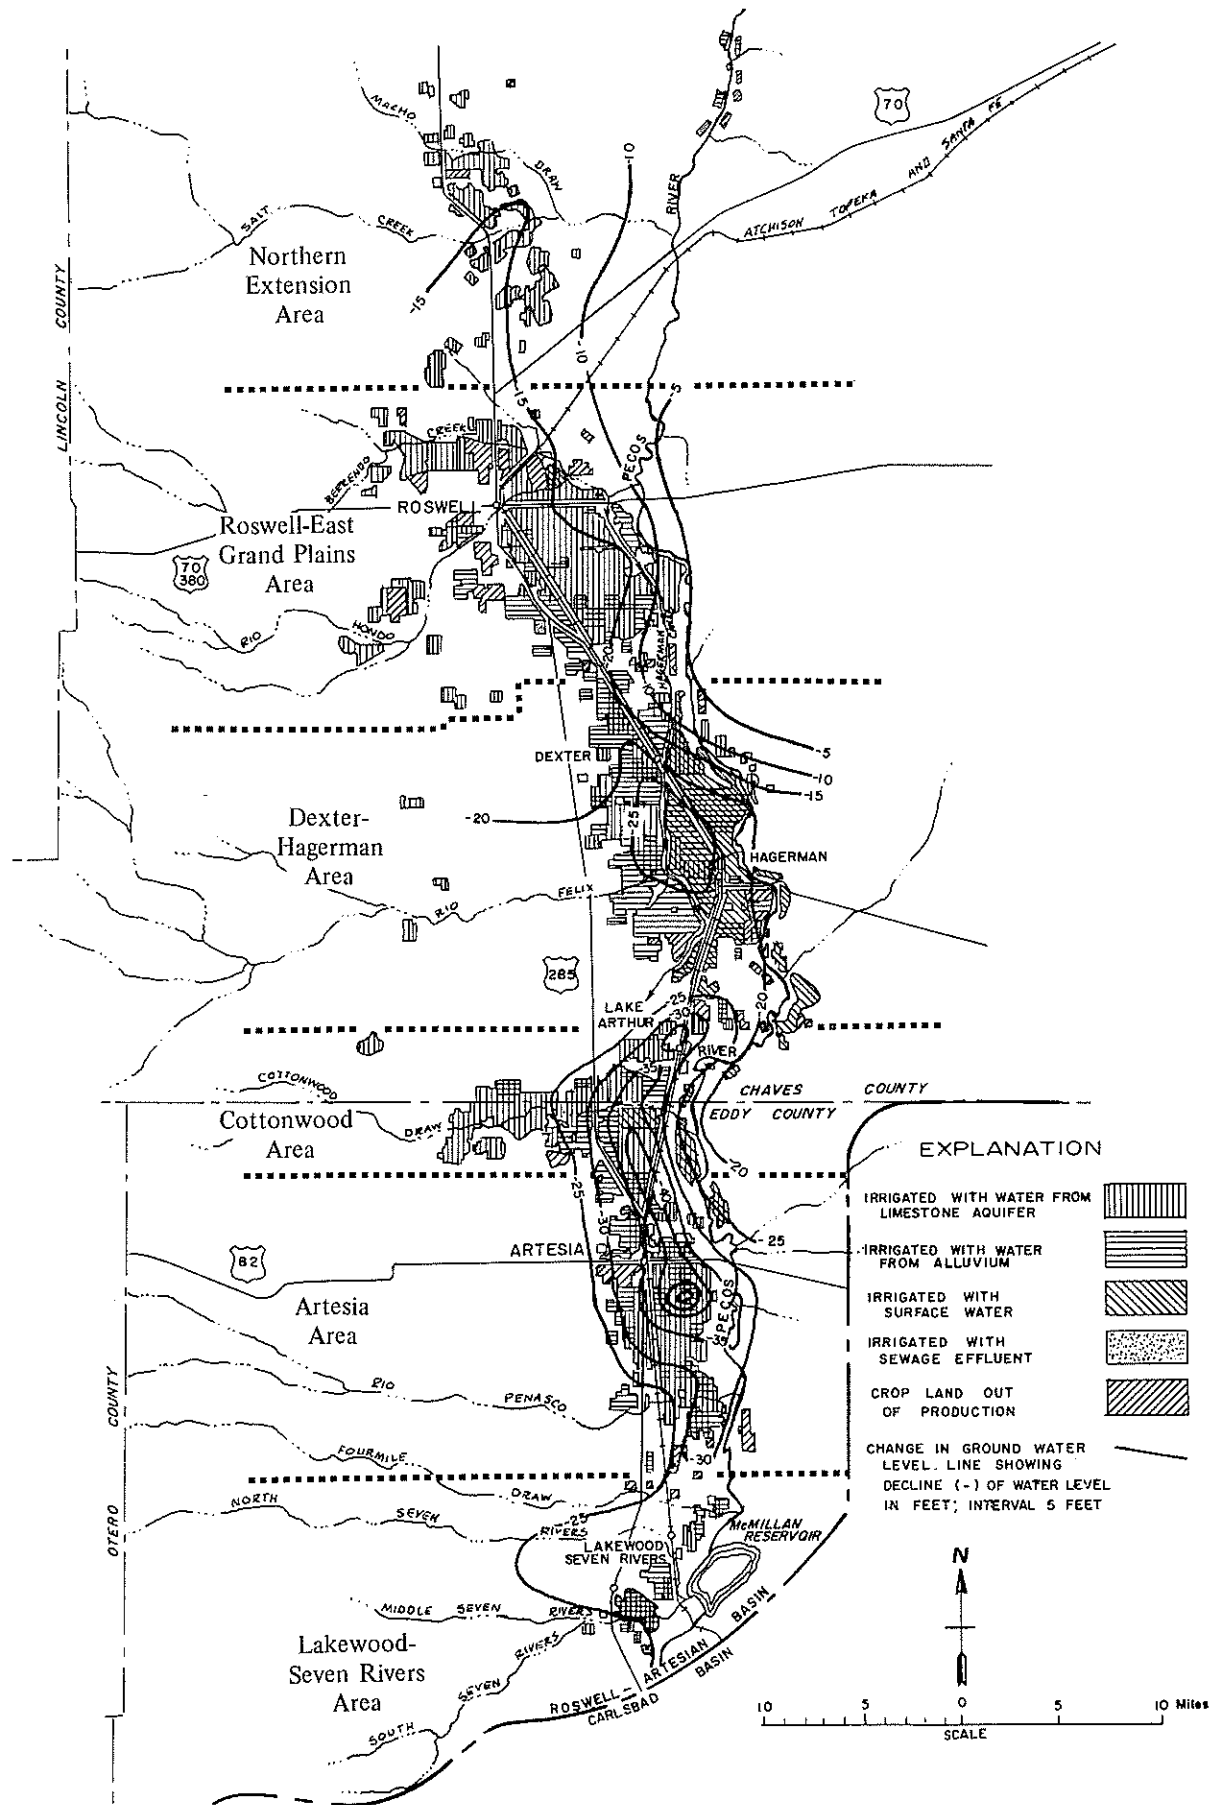 MACHO
DRAW
70
ATCHISON TOPEKA AND SANTA FE
-10
RIVER
SALT CREEK
Northern
Extension
Area
LINCOLN COUNTY
-15
-10
-15
-5
BERRENDO CREEK
PECOS
ROSWELL
Roswell-East
Grand Plains
Area
70
380
RIO HONDO
-20
HAGERMAN CANAL
-10
-5
-10
-15
DEXTER
-20
-25
Dexter-
Hagerman
Area
HAGERMAN
RIO FELIX
285
-20
LAKE
ARTHUR
-25
-30
RIVER
-35
COTTONWOOD
DRAW
CHAVES COUNTY
EDDY COUNTY
Cottonwood
Area
-20
-25
-30
-25
ARTESIA
82
Artesia
Area
PECOS
-35
RIO PENASCO
OTERO COUNTY
FOURMILE
DRAW
-30
NORTH SEVEN RIVERS
-25
LAKEWOOD
SEVEN RIVERS
McMILLAN
RESERVOIR
MIDDLE SEVEN RIVERS
Lakewood-
Seven Rivers
Area
SOUTH SEVEN RIVERS
ROSWELL - ARTESIAN BASIN
CARLSBAD BASIN
EXPLANATION
IRRIGATED WITH WATER FROM
LIMESTONE AQUIFER
IRRIGATED WITH WATER
FROM ALLUVIUM
IRRIGATED WITH
SURFACE WATER
IRRIGATED WITH
SEWAGE EFFLUENT
CROP LAND OUT
OF PRODUCTION
CHANGE IN GROUND WATER
LEVEL. LINE SHOWING
DECLINE (-) OF WATER LEVEL
IN FEET; INTERVAL 5 FEET
N
10 5 0 5 10 Miles
SCALE